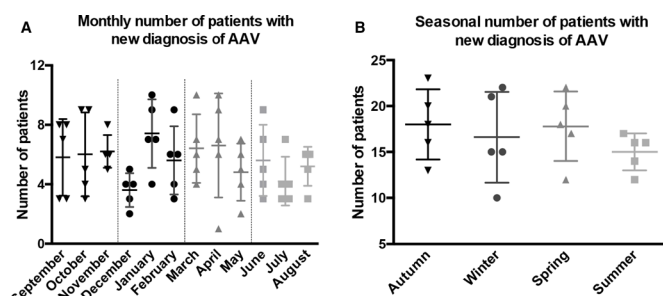 A
Monthly number of patients with
new diagnosis of AAV
Number of patients
12
8
4
0
September
October
November
December
January
February
March
April
May
June
July
August
B
Seasonal number of patients with
new diagnosis of AAV
Number of patients
25
20
15
10
5
Autumn
Winter
Spring
Summer